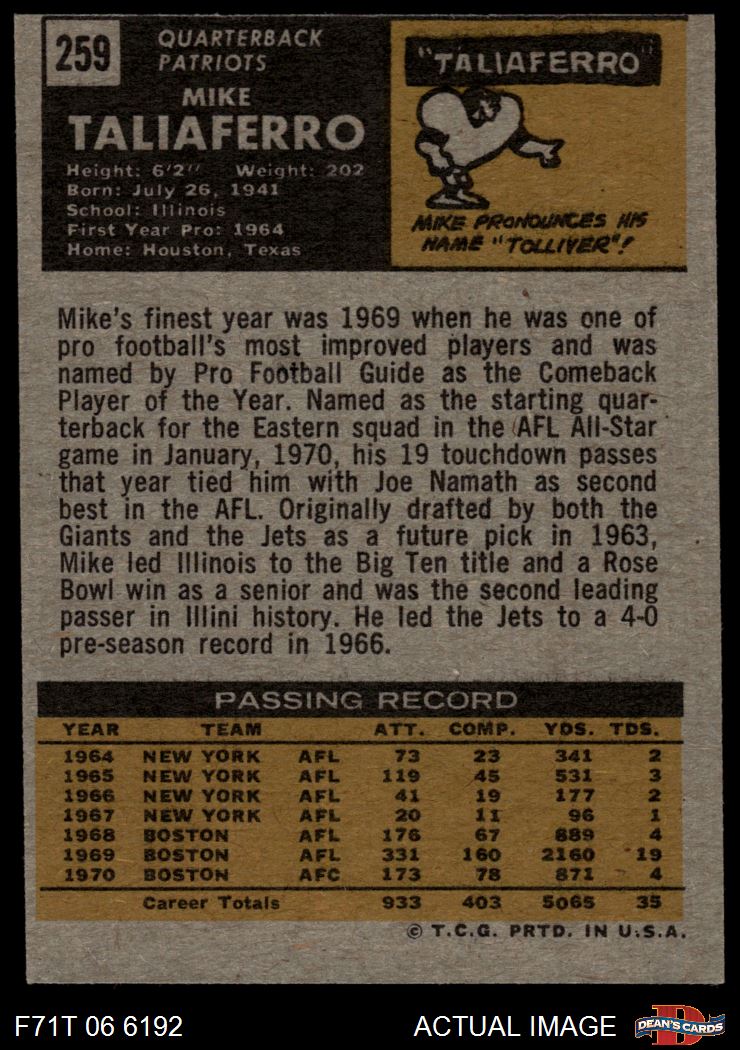 259
QUARTERBACK
PATRIOTS
MIKE
TALIAFERRO
Height: 6'2" Weight: 202
Born: July 26, 1941
School: Illinois
First Year Pro: 1964
Home: Houston, Texas
"TALIAFERRO"
MIKE PRONOUNCES HIS
NAME "TOLLIVER"!
Mike's finest year was 1969 when he was one of
pro football's most improved players and was
named by Pro Football Guide as the Comeback
Player of the Year. Named as the starting quar-
terback for the Eastern squad in the AFL All-Star
game in January, 1970, his 19 touchdown passes
that year tied him with Joe Namath as second
best in the AFL. Originally drafted by both the
Giants and the Jets as a future pick in 1963,
Mike led Illinois to the Big Ten title and a Rose
Bowl win as a senior and was the second leading
passer in Illini history. He led the Jets to a 4-0
pre-season record in 1966.
PASSING RECORD
YEAR TEAM ATT. COMP. YDS. TDS.
1964 NEW YORK AFL 73 23 341 2
1965 NEW YORK AFL 119 45 531 3
1966 NEW YORK AFL 41 19 177 2
1967 NEW YORK AFL 20 11 96 1
1968 BOSTON AFL 176 67 889 4
1969 BOSTON AFL 331 160 2160 19
1970 BOSTON AFC 173 78 871 4
Career Totals 933 403 5065 35
© T.C.G. PRTD. IN U.S.A.
F71T 06 6192 ACTUAL IMAGE D DEAN'S CARDS